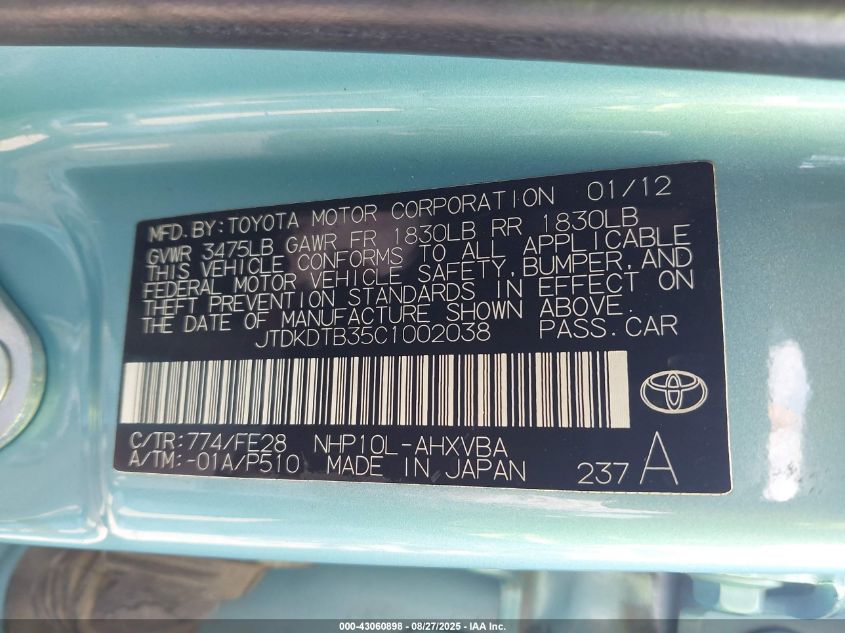 MFD. BY: TOYOTA MOTOR CORPORATION 01/12
GVWR 3475LB GAWR FR 1830LB RR 1830LB
THIS VEHICLE CONFORMS TO ALL APPLICABLE
FEDERAL MOTOR VEHICLE SAFETY, BUMPER, AND
THEFT PREVENTION STANDARDS IN EFFECT ON
THE DATE OF MANUFACTURE SHOWN ABOVE.
JTDKDTB35C1002038 PASS.CAR
C/TR:774/FE28 NHP10L-AHXVBA
A/TM:-01A/P510 MADE IN JAPAN 237 A
000-43060898 - 08/27/2025 - IAA Inc.